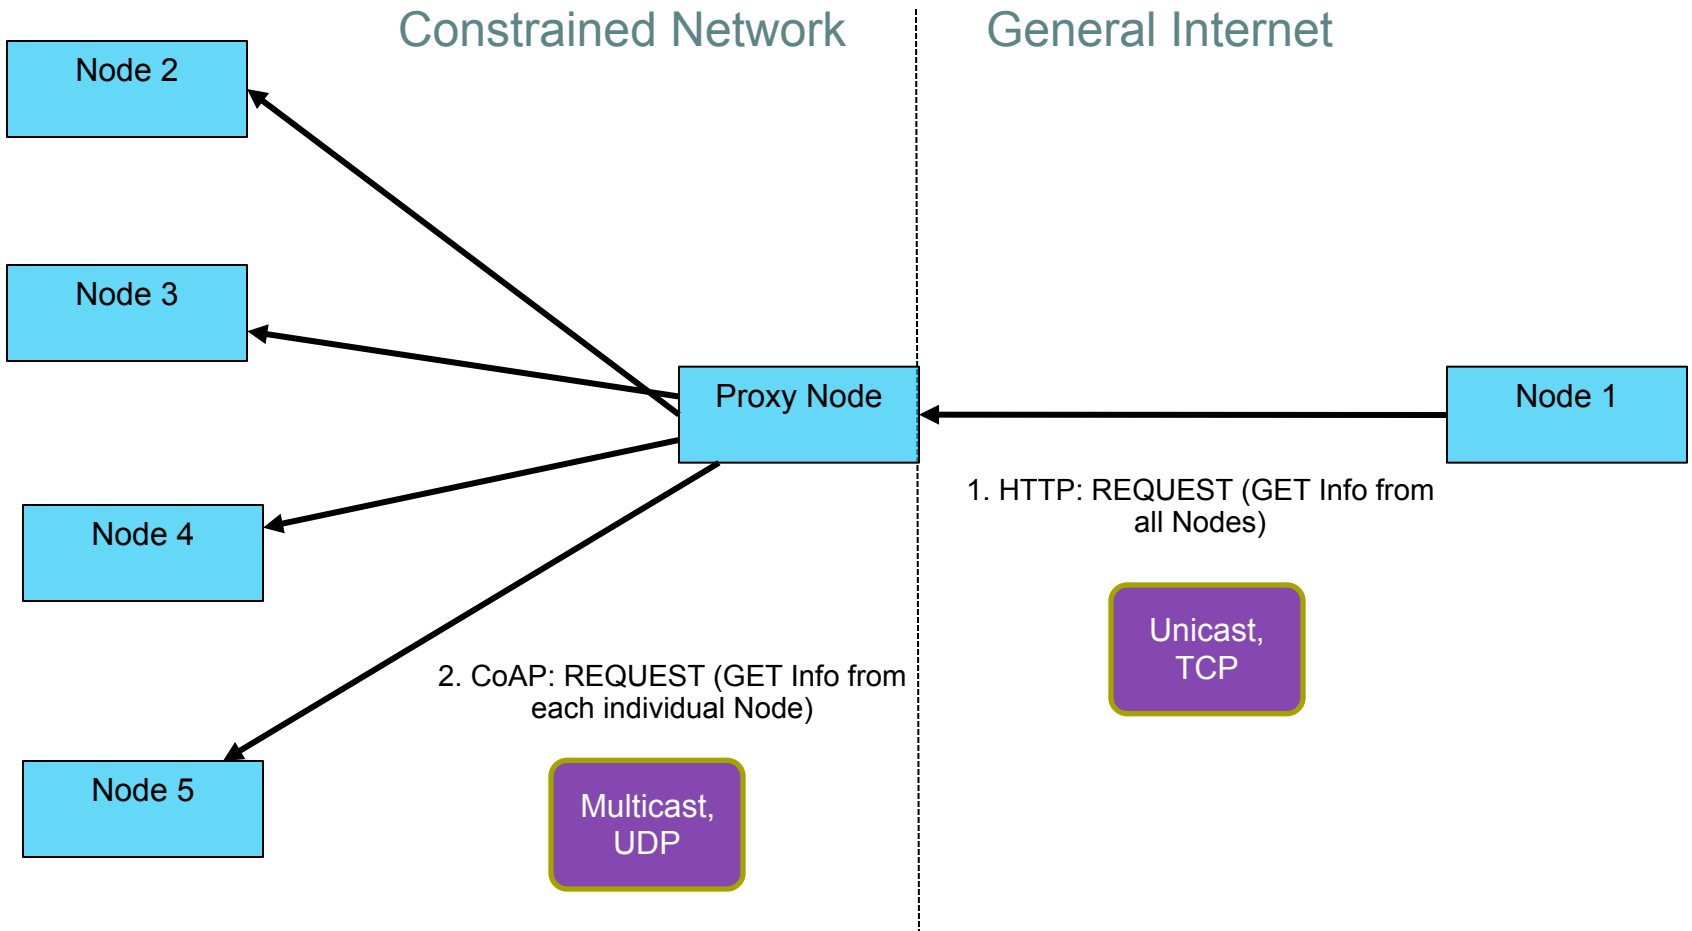 Constrained Network
General Internet
Node 2
Node 3
Proxy Node
Node 1
1. HTTP: REQUEST (GET Info from
all Nodes)
Node 4
Unicast,
TCP
2. CoAP: REQUEST (GET Info from
each individual Node)
Node 5
Multicast,
UDP